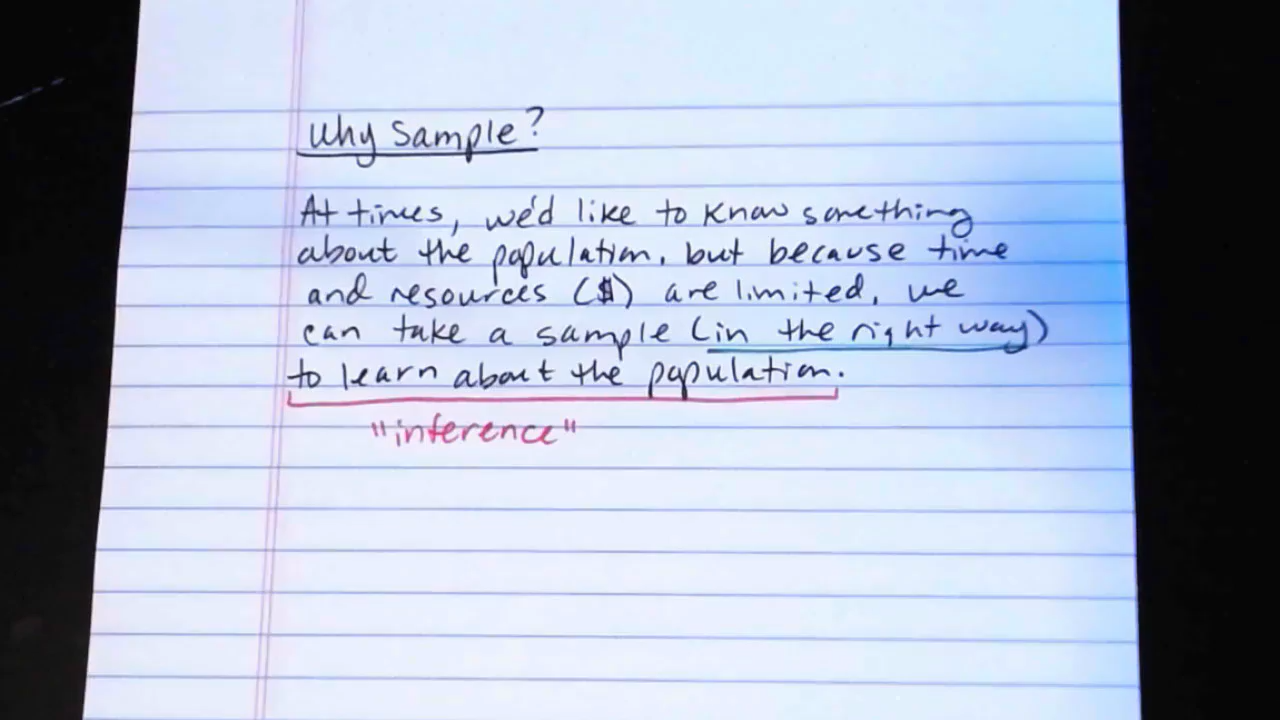 Why Sample?
At times, we'd like to know something
about the population, but because time
and resources ($) are limited, we
can take a sample (in the right way)
to learn about the population.
"inference"